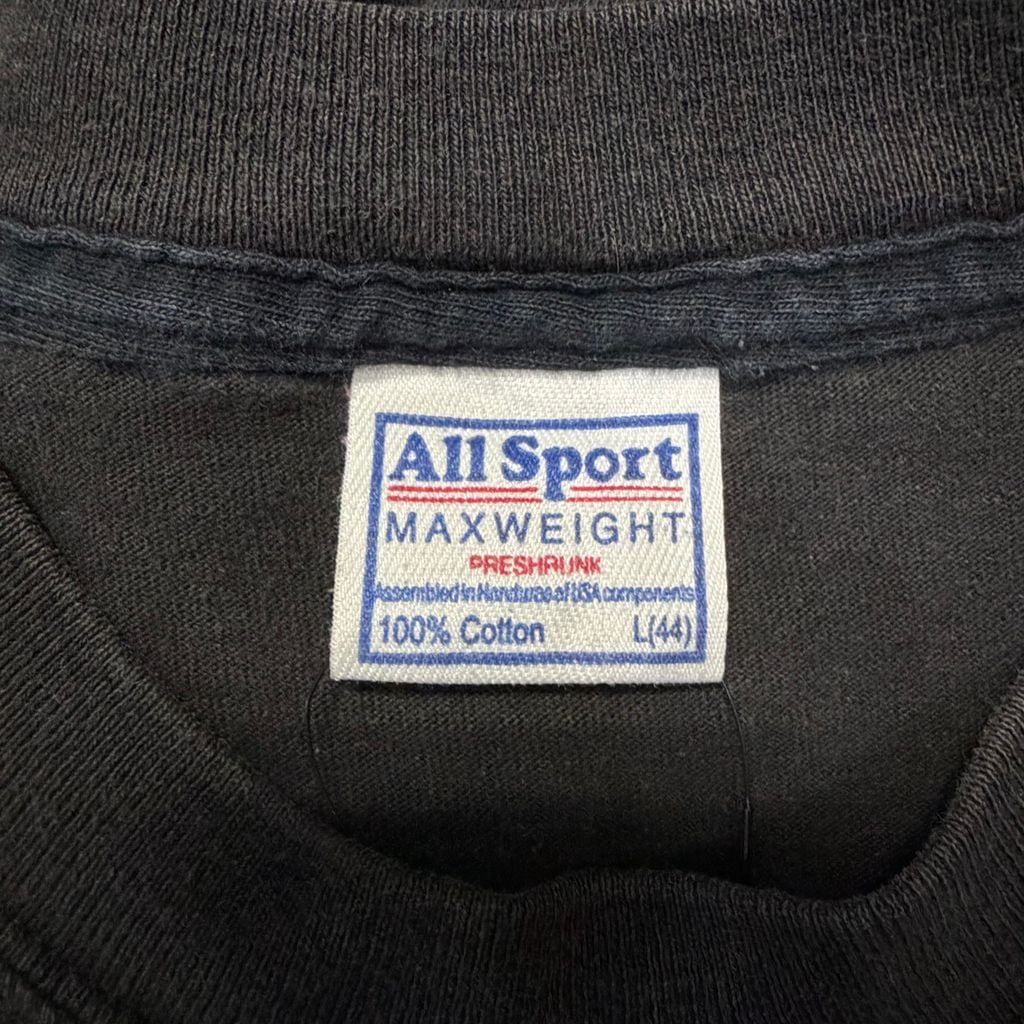 All Sport
MAXWEIGHT
PRESHRUNK
Assembled in Honduras of USA components
100% Cotton L(44)